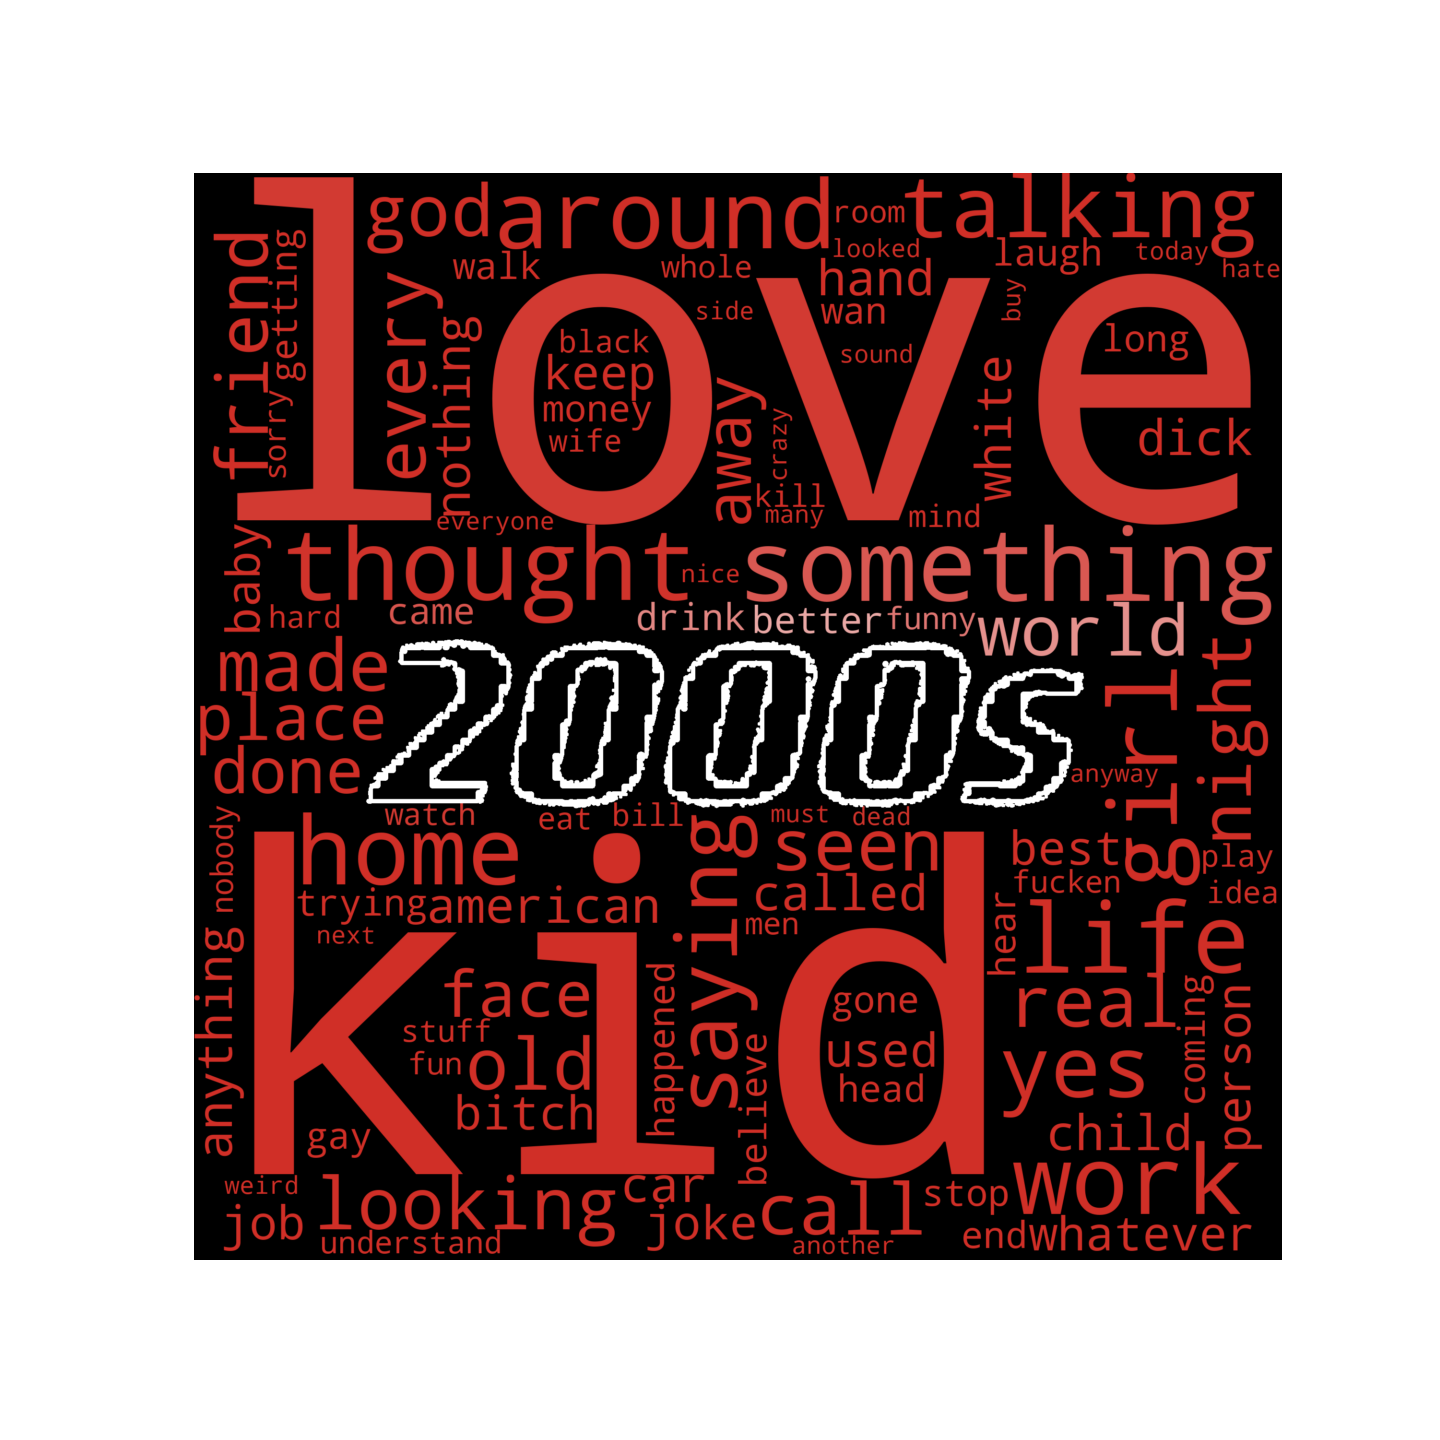 love
god
around
room
talking
looked
laugh
today
hate
walk
whole
hand
wan
side
buy
friend
getting
sorry
every
nothing
black
keep
money
wife
sound
long
away
crazy
white
dick
kill
many
mind
everyone
baby
thought
nice
something
hard
came
drink
better
funny
world
made
place
done
2000s
girl
night
anyway
watch
eat
bill
must
dead
nobody
home
saying
seen
best
play
fucken
idea
trying
american
called
men
next
kid
hear
life
anything
face
happened
gone
real
coming
person
stuff
fun
old
believe
used
yes
head
bitch
gay
child
weird
looking
car
stop
work
job
joke
call
end
whatever
understand
another